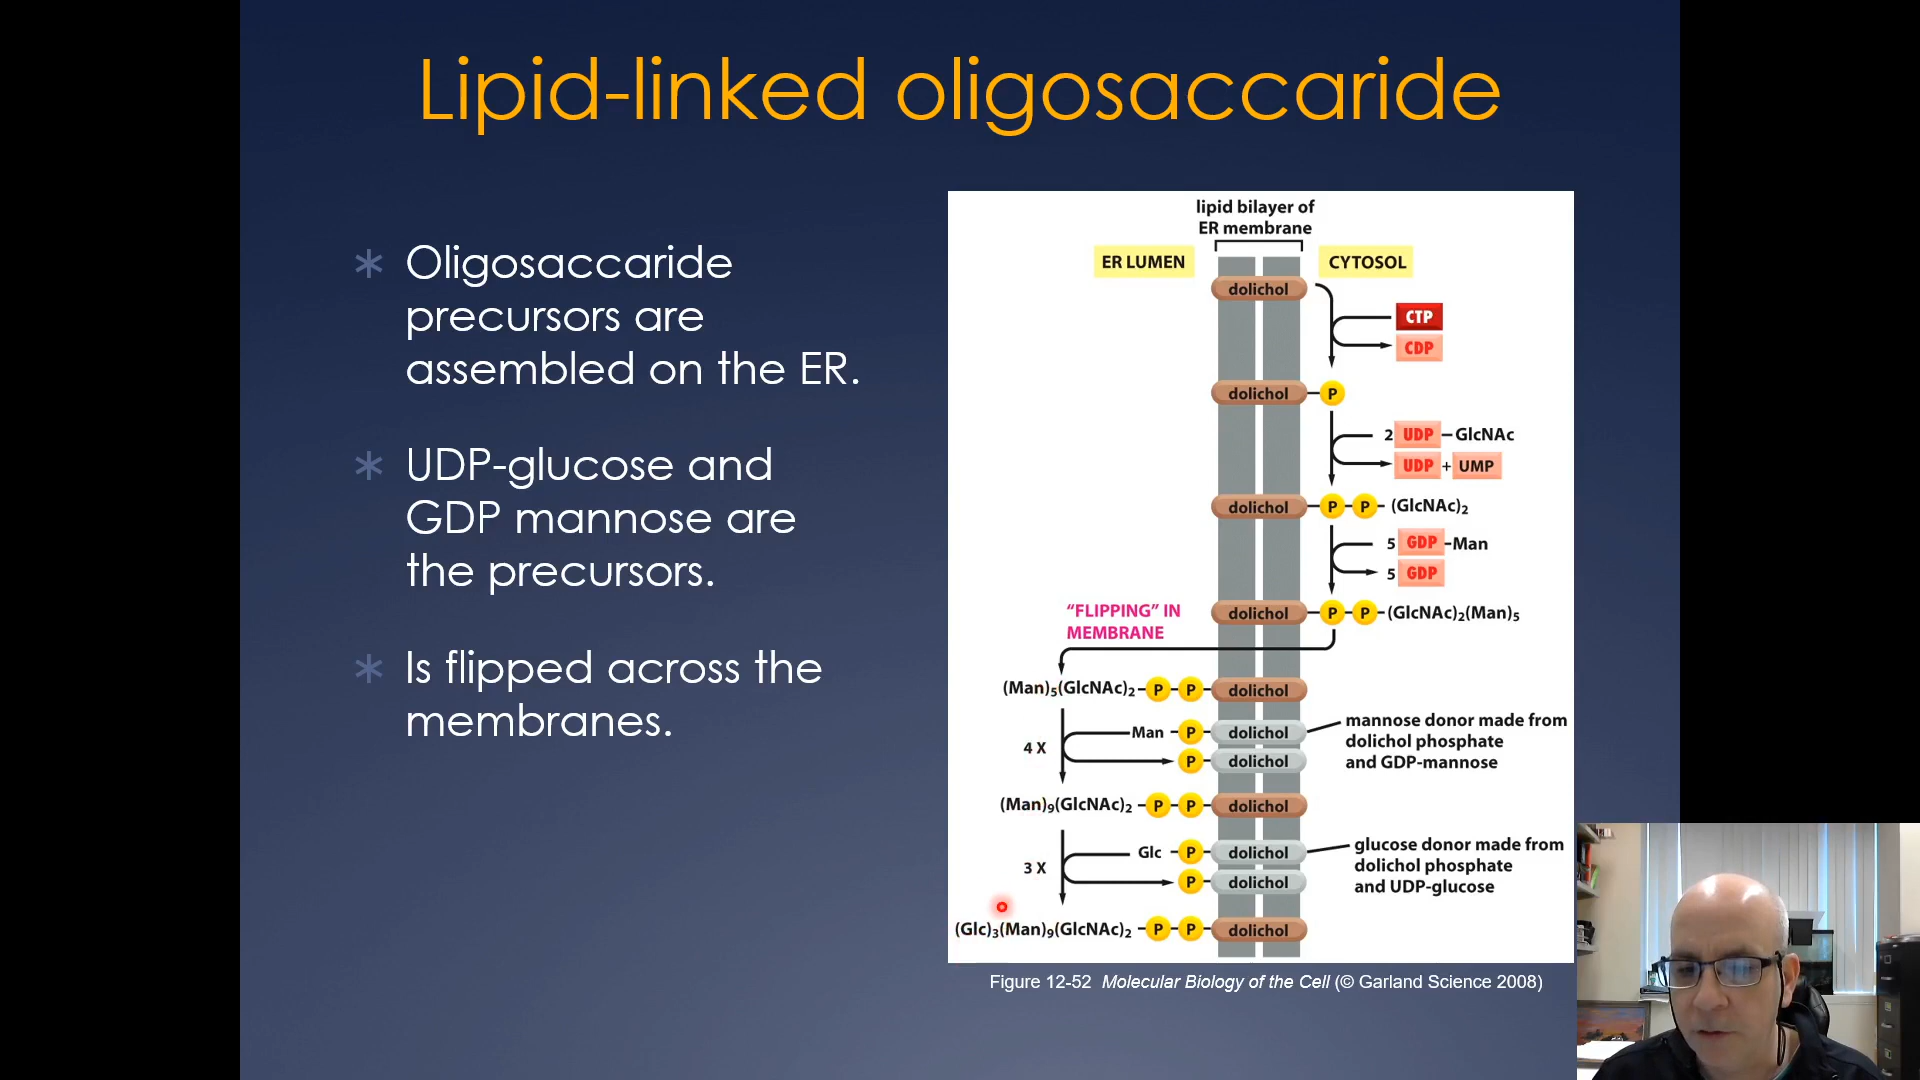 Lipid-linked oligosaccaride
Oligosaccaride
precursors are
assembled on the ER.
UDP-glucose and
GDP mannose are
the precursors.
Is flipped across the
membranes.
lipid bilayer of
ER membrane
ER LUMEN
CYTOSOL
dolichol
CTP
CDP
dolichol P
2 UDP GlcNAc
UDP + UMP
dolichol P P (GlcNAc)2
5 GDP Man
5 GDP
"FLIPPING" IN
MEMBRANE
dolichol P P (GlcNAc)2(Man)5
(Man)5(GlcNAc)2 P P dolichol
4 X
Man P dolichol
P dolichol
mannose donor made from
dolichol phosphate
and GDP-mannose
(Man)9(GlcNAc)2 P P dolichol
3 X
Glc P dolichol
P dolichol
glucose donor made from
dolichol phosphate
and UDP-glucose
(Glc)3(Man)9(GlcNAc)2 P P dolichol
Figure 12-52 Molecular Biology of the Cell (© Garland Science 2008)